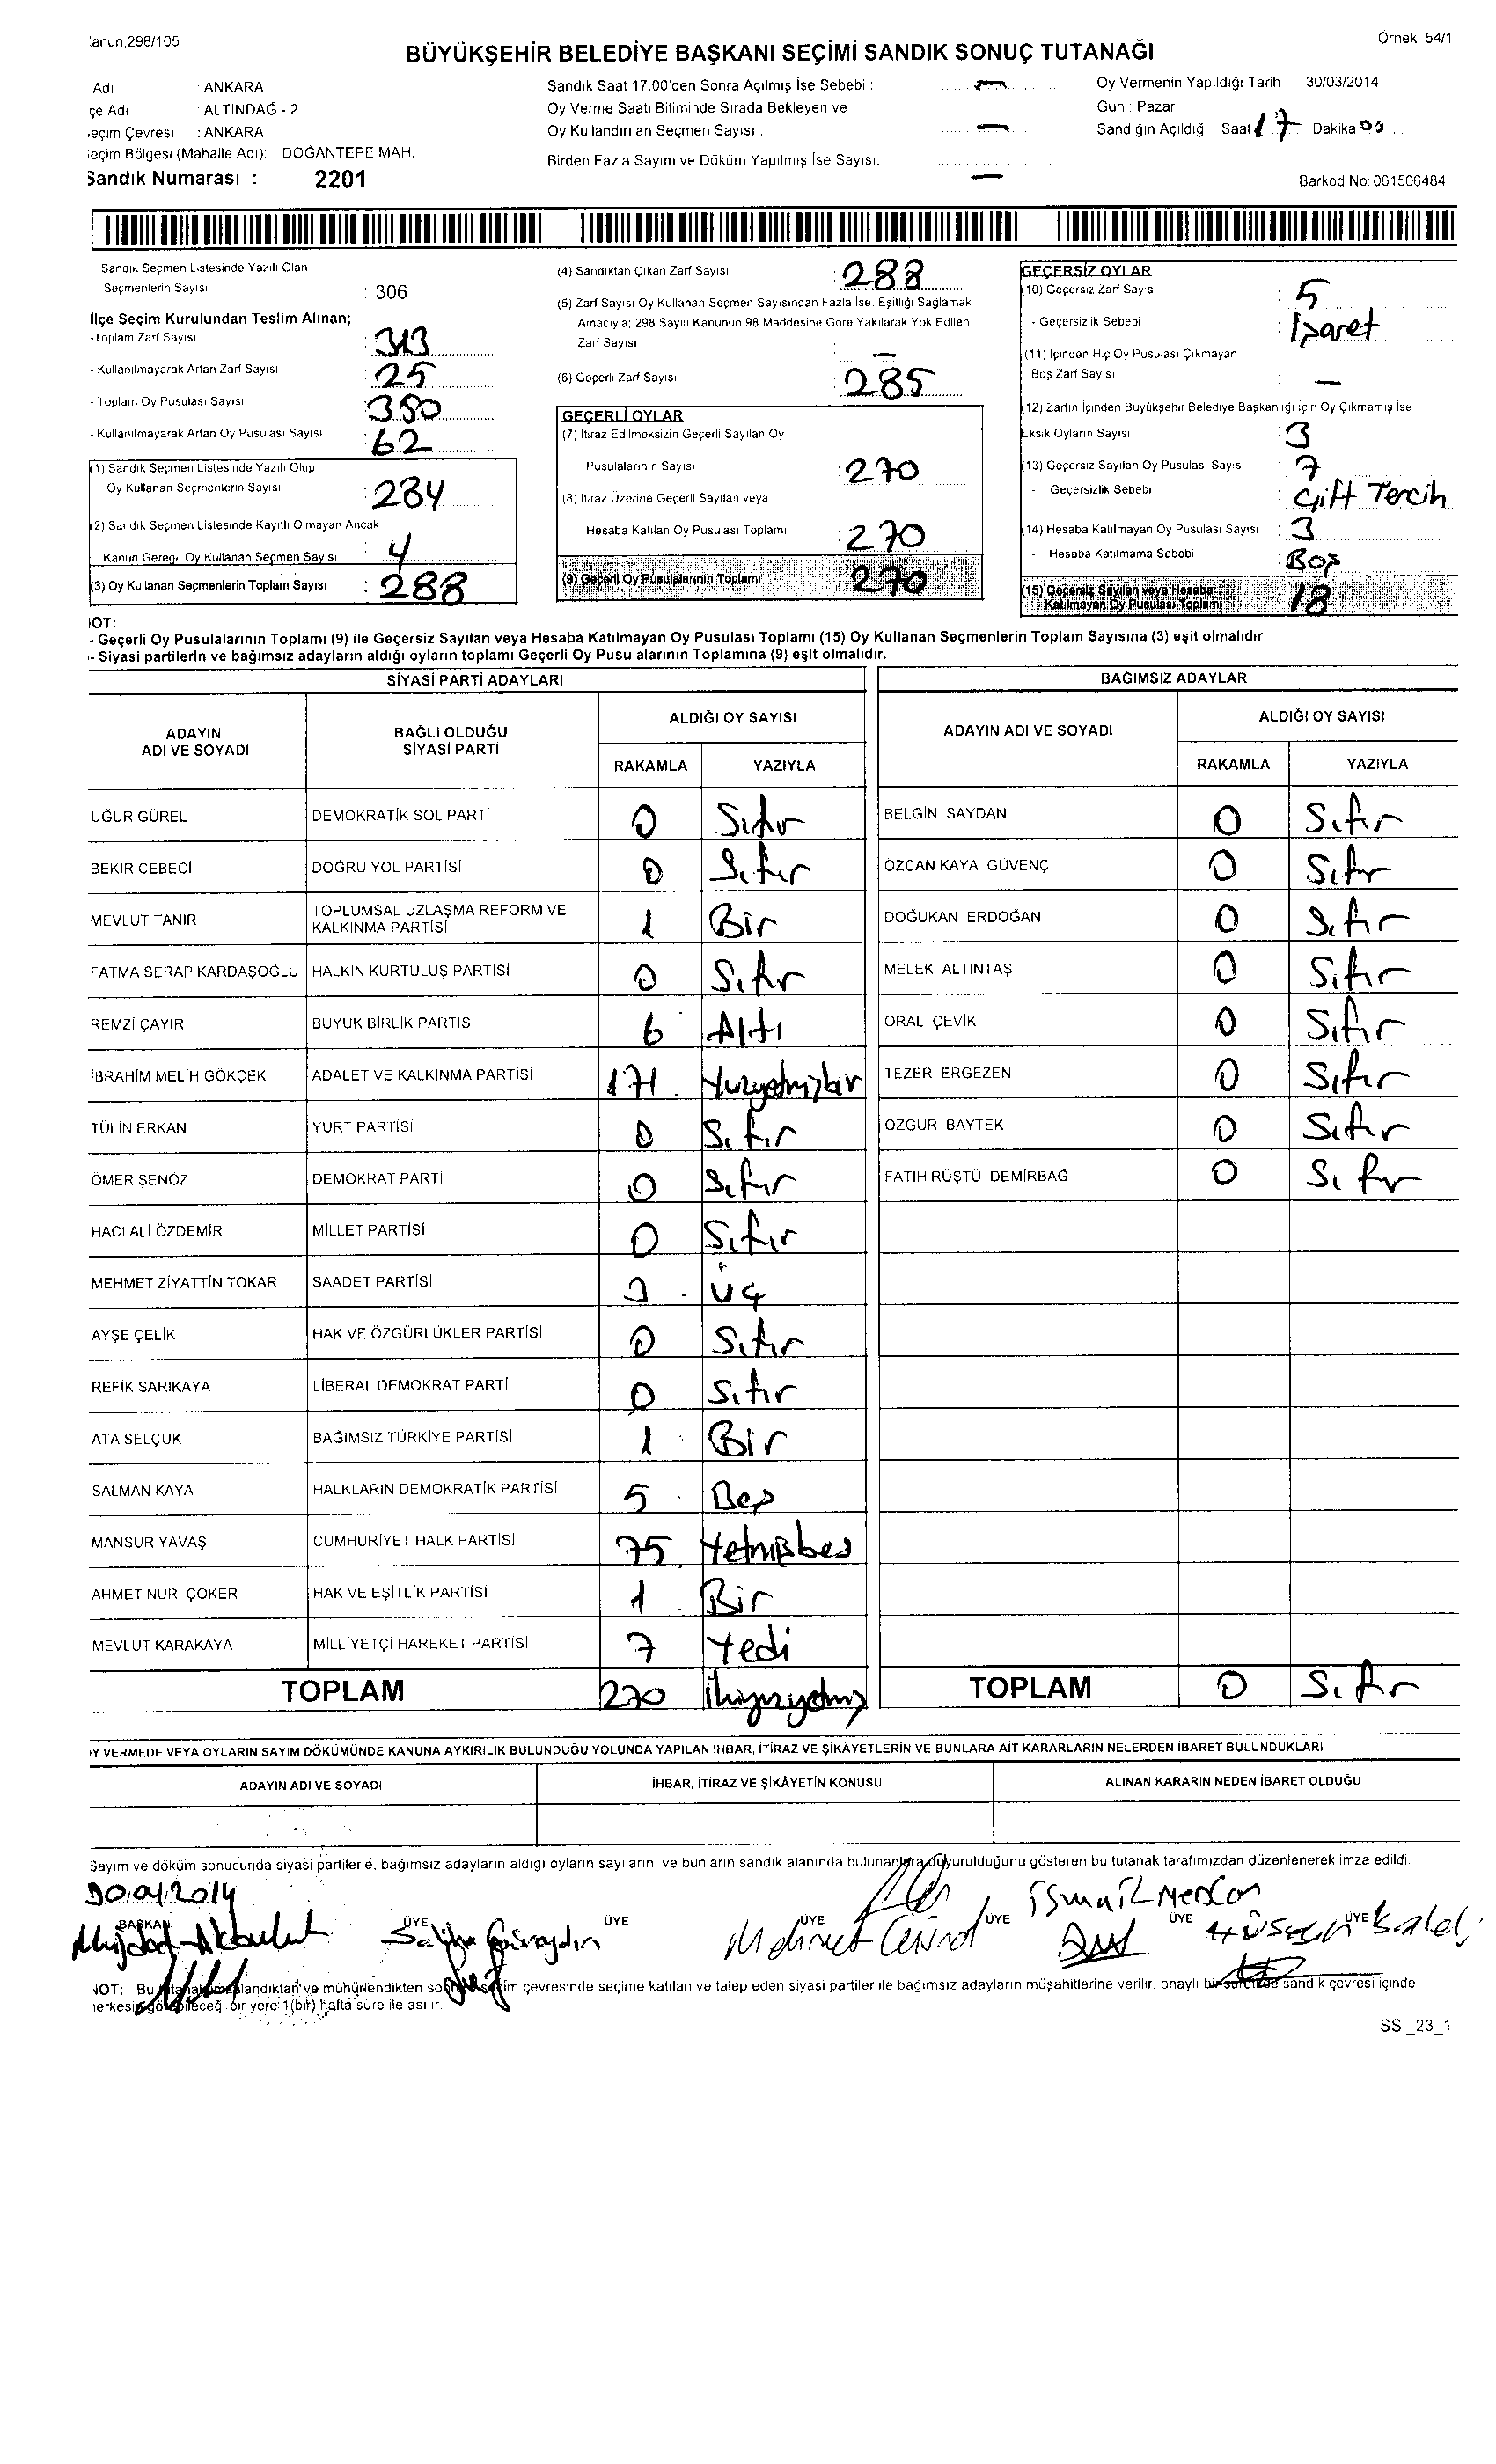 anun,298/105
Örnek: 54/1
BÜYÜKŞEHİR BELEDİYE BAŞKANI SEÇİMİ SANDIK SONUÇ TUTANAĞI
Adı : ANKARA
çe Adı : ALTINDAĞ - 2
eçim Çevresi : ANKARA
eçim Bölgesi (Mahalle Adı): DOĞANTEPE MAH.
Sandık Numarası : 2201
Sandık Saat 17.00'den Sonra Açılmış İse Sebebi : —
Oy Verme Saatı Bitiminde Sırada Bekleyen ve
Oy Kullandırılan Seçmen Sayısı : —
Birden Fazla Sayım ve Döküm Yapılmış İse Sayısı: —
Oy Vermenin Yapıldığı Tarih : 30/03/2014
Gün : Pazar
Sandığın Açıldığı Saat 17 Dakika 00
Barkod No: 061506484
Sandık Seçmen Listesinde Yazılı Olan
Seçmenlerin Sayısı : 306
İlçe Seçim Kurulundan Teslim Alınan;
-Toplam Zarf Sayısı : 313
- Kullanılmayarak Artan Zarf Sayısı : 25
- Toplam Oy Pusulası Sayısı : 350
- Kullanılmayarak Artan Oy Pusulası Sayısı : 62
(1) Sandık Seçmen Listesinde Yazılı Olup
Oy Kullanan Seçmenlerin Sayısı : 284
(2) Sandık Seçmen Listesinde Kayıtlı Olmayan Ancak
Kanun Gereği Oy Kullanan Seçmen Sayısı : 4
(3) Oy Kullanan Seçmenlerin Toplam Sayısı : 288
(4) Sandıktan Çıkan Zarf Sayısı : 288
(5) Zarf Sayısı Oy Kullanan Seçmen Sayısından Fazla İse, Eşitliği Sağlamak
Amacıyla; 298 Sayılı Kanunun 98 Maddesine Göre Yakılarak Yok Edilen
Zarf Sayısı : —
(6) Geçerli Zarf Sayısı : 285
GEÇERLİ OYLAR
(7) İtiraz Edilmeksizin Geçerli Sayılan Oy
Pusulalarının Sayısı : 270
(8) İtiraz Üzerine Geçerli Sayılan veya
Hesaba Katılan Oy Pusulası Toplamı : 270
(9) Geçerli Oy Pusulalarının Toplamı 270
GEÇERSİZ OYLAR
(10) Geçersiz Zarf Sayısı : 5
- Geçersizlik Sebebi : İşaret
(11) İçinden Hiç Oy Pusulası Çıkmayan
Boş Zarf Sayısı : —
(12) Zarfın İçinden Büyükşehir Belediye Başkanlığı için Oy Çıkmamış İse
Eksik Oyların Sayısı : 3
(13) Geçersiz Sayılan Oy Pusulası Sayısı : 7
- Geçersizlik Sebebi : Çift Tercih
(14) Hesaba Katılmayan Oy Pusulası Sayısı : 3
- Hesaba Katılmama Sebebi : Boş
(15) Geçersiz Sayılan veya Hesaba
Katılmayan Oy Pusulası Toplamı 18
NOT:
- Geçerli Oy Pusulalarının Toplamı (9) ile Geçersiz Sayılan veya Hesaba Katılmayan Oy Pusulası Toplamı (15) Oy Kullanan Seçmenlerin Toplam Sayısına (3) eşit olmalıdır.
- Siyasi partilerin ve bağımsız adayların aldığı oyların toplamı Geçerli Oy Pusulalarının Toplamına (9) eşit olmalıdır.
SİYASİ PARTİ ADAYLARI
ADAYIN ADI VE SOYADI
BAĞLI OLDUĞU SİYASİ PARTİ
ALDIĞI OY SAYISI
RAKAMLA YAZIYLA
UĞUR GÜREL DEMOKRATİK SOL PARTİ 0 Sıfır
BEKİR CEBECİ DOĞRU YOL PARTİSİ 0 Sıfır
MEVLÜT TANIR TOPLUMSAL UZLAŞMA REFORM VE KALKINMA PARTİSİ 1 Bir
FATMA SERAP KARDAŞOĞLU HALKIN KURTULUŞ PARTİSİ 0 Sıfır
REMZİ ÇAYIR BÜYÜK BİRLİK PARTİSİ 6 Altı
İBRAHİM MELİH GÖKÇEK ADALET VE KALKINMA PARTİSİ 171 Yüzyetmişbir
TÜLİN ERKAN YURT PARTİSİ 0 Sıfır
ÖMER ŞENÖZ DEMOKRAT PARTİ 0 Sıfır
HACI ALİ ÖZDEMİR MİLLET PARTİSİ 0 Sıfır
MEHMET ZİYATTİN TOKAR SAADET PARTİSİ 3 üç
AYŞE ÇELİK HAK VE ÖZGÜRLÜKLER PARTİSİ 0 Sıfır
REFİK SARIKAYA LİBERAL DEMOKRAT PARTİ 0 Sıfır
ATA SELÇUK BAĞIMSIZ TÜRKİYE PARTİSİ 1 Bir
SALMAN KAYA HALKLARIN DEMOKRATİK PARTİSİ 5 Beş
MANSUR YAVAŞ CUMHURİYET HALK PARTİSİ 75 Yetmişbeş
AHMET NURİ ÇOKER HAK VE EŞİTLİK PARTİSİ 1 Bir
MEVLUT KARAKAYA MİLLİYETÇİ HAREKET PARTİSİ 7 Yedi
TOPLAM 270 ikiyüzyetmiş
BAĞIMSIZ ADAYLAR
ADAYIN ADI VE SOYADI
ALDIĞI OY SAYISI
RAKAMLA YAZIYLA
BELGİN SAYDAN 0 Sıfır
ÖZCAN KAYA GÜVENÇ 0 Sıfır
DOĞUKAN ERDOĞAN 0 Sıfır
MELEK ALTINTAŞ 0 Sıfır
ORAL ÇEVİK 0 Sıfır
TEZER ERGEZEN 0 Sıfır
ÖZGUR BAYTEK 0 Sıfır
FATİH RÜŞTÜ DEMİRBAĞ 0 Sıfır
TOPLAM 0 Sıfır
OY VERMEDE VEYA OYLARIN SAYIM DÖKÜMÜNDE KANUNA AYKIRILIK BULUNDUĞU YOLUNDA YAPILAN İHBAR, İTİRAZ VE ŞİKÂYETLERİN VE BUNLARA AİT KARARLARIN NELERDEN İBARET BULUNDUKLARI
ADAYIN ADI VE SOYADI
İHBAR, İTİRAZ VE ŞİKÂYETİN KONUSU
ALINAN KARARIN NEDEN İBARET OLDUĞU
Sayım ve döküm sonucunda siyasi partilerle, bağımsız adayların aldığı oyların sayılarını ve bunların sandık alanında bulunanlara duyurulduğunu gösteren bu tutanak tarafımızdan düzenlenerek imza edildi.
30/04/2014
BAŞKAN ÜYE ÜYE ÜYE ÜYE ÜYE ÜYE
Müjdat Akbulut
Mehmet
İSMAİL
NOT: Bu landıktan ve mühürlendikten çevresinde seçime katılan ve talep eden siyasi partiler ile bağımsız adayların müşahitlerine verilir. onaylı bir suretide sandık çevresi içinde
herkesin görebileceği bir yere 1(bir) hafta süre ile asılır.
SSI_23_1